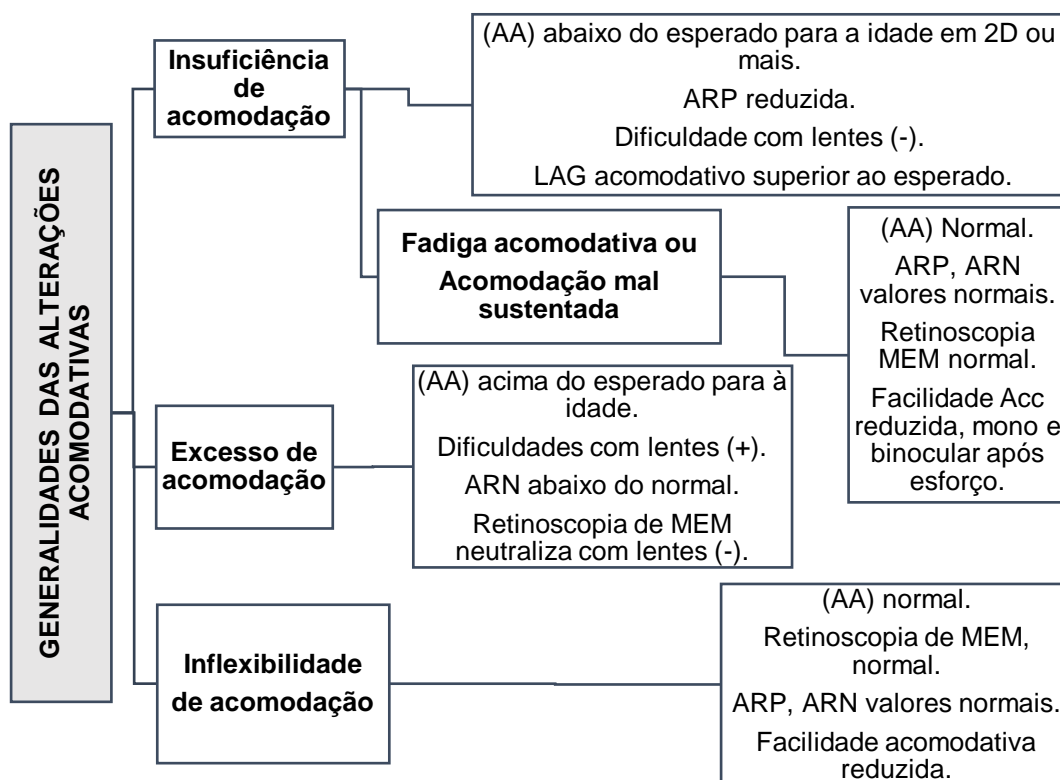 GENERALIDADES DAS ALTERAÇÕES
ACOMODATIVAS
Insuficiência
de
acomodação
(AA) abaixo do esperado para a idade em 2D ou
mais.
ARP reduzida.
Dificuldade com lentes (-).
LAG acomodativo superior ao esperado.
Fadiga acomodativa ou
Acomodação mal
sustentada
(AA) Normal.
ARP, ARN
valores normais.
Retinoscopia
MEM normal.
Facilidade Acc
reduzida, mono e
binocular após
esforço.
Excesso de
acomodação
(AA) acima do esperado para à
idade.
Dificuldades com lentes (+).
ARN abaixo do normal.
Retinoscopia de MEM
neutraliza com lentes (-).
Inflexibilidade
de acomodação
(AA) normal.
Retinoscopia de MEM,
normal.
ARP, ARN valores normais.
Facilidade acomodativa
reduzida.